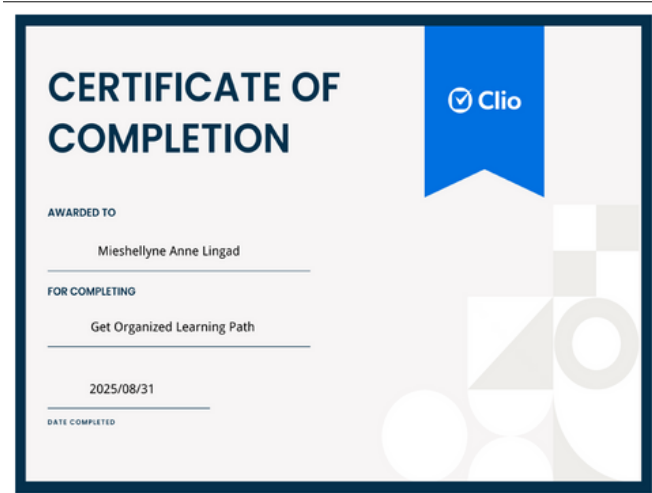 CERTIFICATE OF
COMPLETION
Clio
AWARDED TO
Mieshellyne Anne Lingad
FOR COMPLETING
Get Organized Learning Path
2025/08/31
DATE COMPLETED